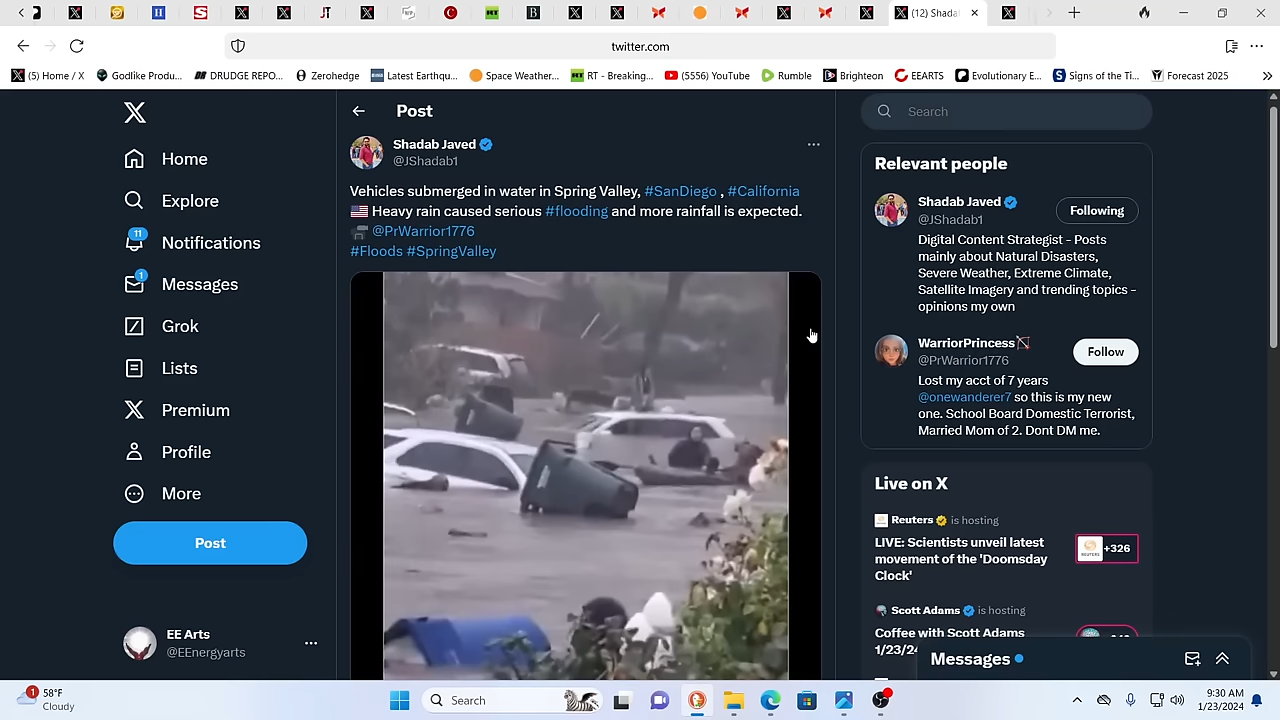 (12) Shada
twitter.com
(5) Home / X
Godlike Produ...
DRUDGE REPO...
Zerohedge
Latest Earthqu...
Space Weather...
RT - Breaking...
(5556) YouTube
Rumble
Brighteon
EEARTS
Evolutionary E...
Signs of the Ti...
Forecast 2025
Home
Explore
11
Notifications
1
Messages
Grok
Lists
Premium
Profile
More
Post
EE Arts
@EEnergyarts
Post
Shadab Javed
@JShadab1
Vehicles submerged in water in Spring Valley, #SanDiego , #California
Heavy rain caused serious #flooding and more rainfall is expected.
@PrWarrior1776
#Floods #SpringValley
Search
Relevant people
Shadab Javed
@JShadab1
Following
Digital Content Strategist - Posts
mainly about Natural Disasters,
Severe Weather, Extreme Climate,
Satellite Imagery and trending topics -
opinions my own
WarriorPrincess
@PrWarrior1776
Follow
Lost my acct of 7 years
@onewanderer7 so this is my new
one. School Board Domestic Terrorist,
Married Mom of 2. Dont DM me.
Live on X
Reuters is hosting
LIVE: Scientists unveil latest
movement of the 'Doomsday
Clock'
REUTERS
+326
Scott Adams is hosting
Coffee with Scott Adams
1/23/24
Messages
1
58°F
Cloudy
Search
9:30 AM
1/23/2024